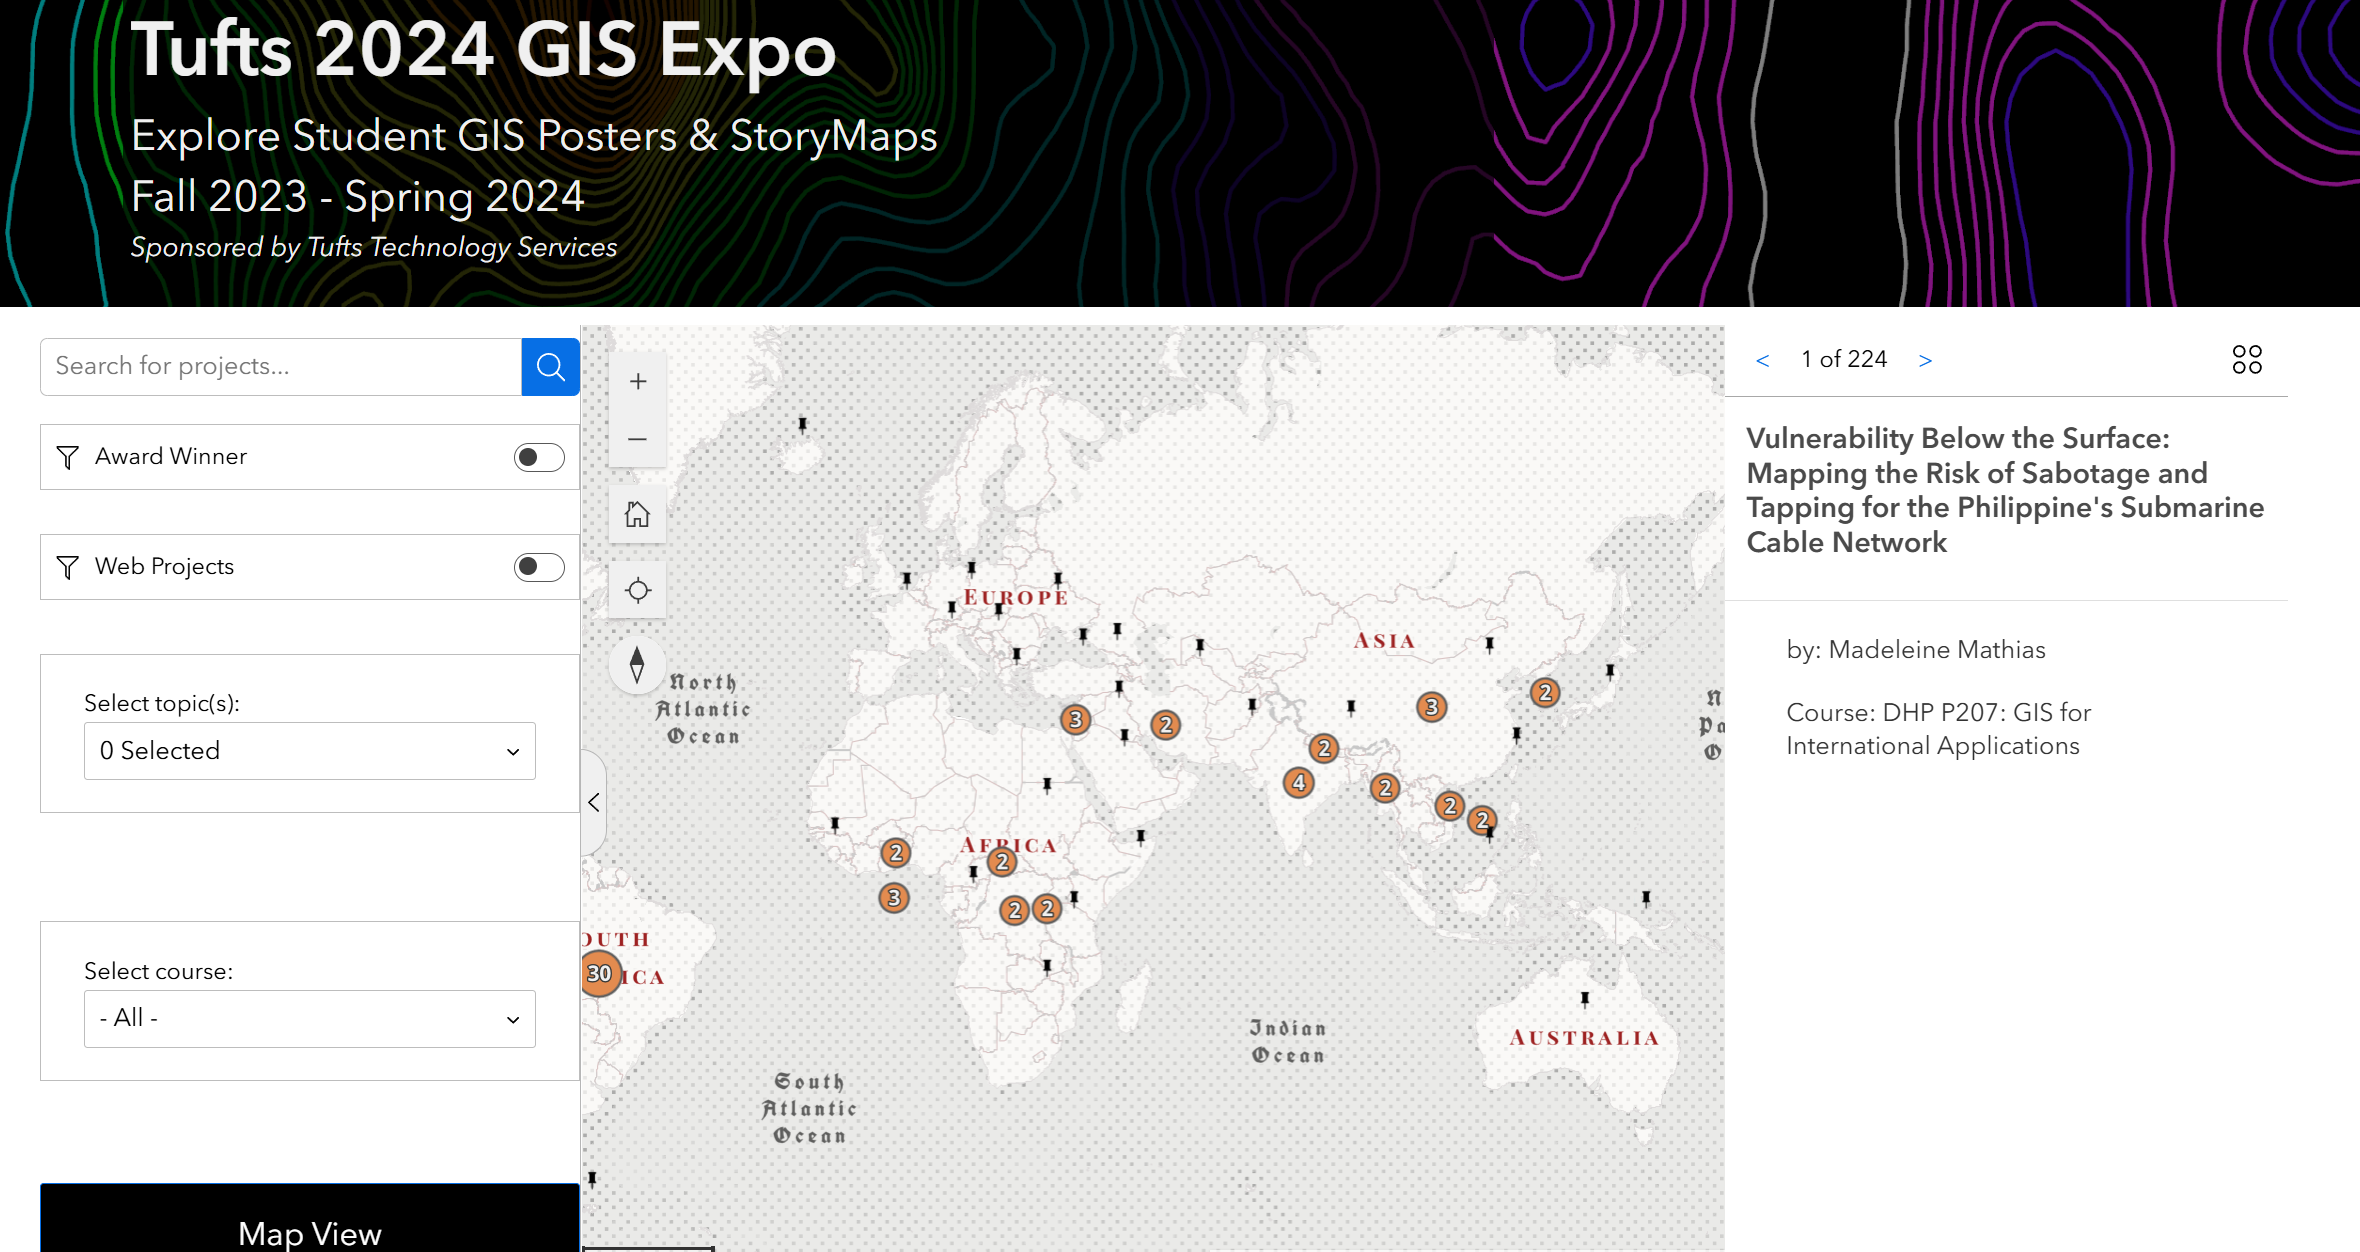 Tufts 2024 GIS Expo
Explore Student GIS Posters & StoryMaps
Fall 2023 - Spring 2024
Sponsored by Tufts Technology Services
Search for projects...
Award Winner
Web Projects
Select topic(s):
0 Selected
Select course:
- All -
Map View
+
−
EUROPE
ASIA
North
Atlantic
Ocean
N
Pa
O
3
2
3
2
2
4
2
2
2
AFRICA
2
2
3
2
2
OUTH
30
ICA
Indian
Ocean
AUSTRALIA
South
Atlantic
Ocean
< 1 of 224 >
Vulnerability Below the Surface:
Mapping the Risk of Sabotage and
Tapping for the Philippine's Submarine
Cable Network
by: Madeleine Mathias
Course: DHP P207: GIS for
International Applications